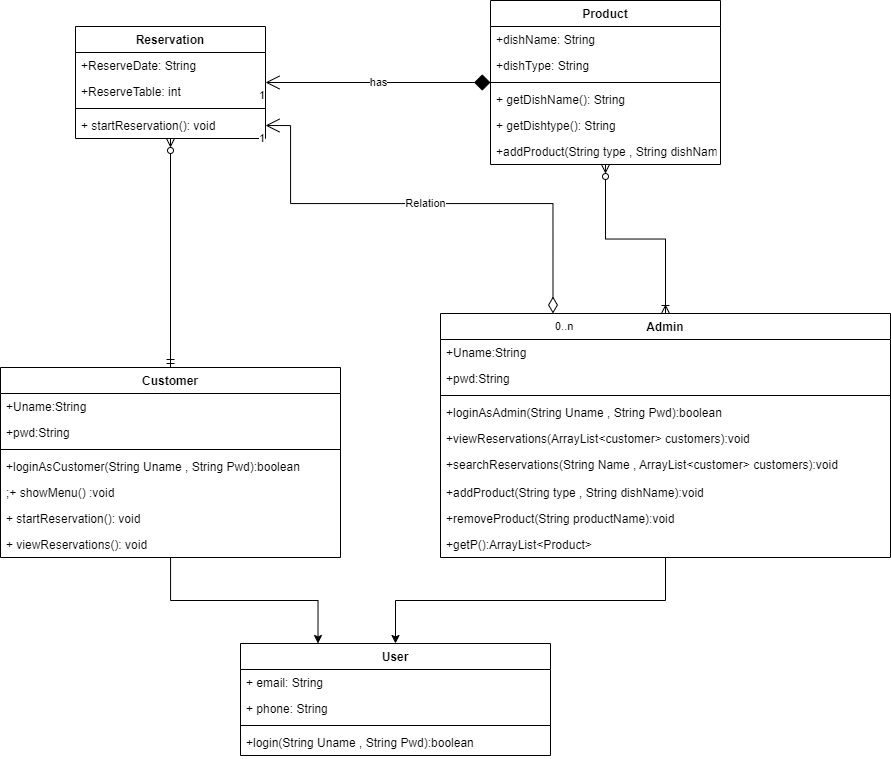 Reservation
+ReserveDate: String
+ReserveTable: int
+ startReservation(): void
1
1
has
Product
+dishName: String
+dishType: String
+ getDishName(): String
+ getDishtype(): String
+addProduct(String type , String dishNam
Relation
0..n
Admin
+Uname:String
+pwd:String
+loginAsAdmin(String Uname , String Pwd):boolean
+viewReservations(ArrayList<customer> customers):void
+searchReservations(String Name , ArrayList<customer> customers):void
+addProduct(String type , String dishName):void
+removeProduct(String productName):void
+getP():ArrayList<Product>
Customer
+Uname:String
+pwd:String
+loginAsCustomer(String Uname , String Pwd):boolean
;+ showMenu() :void
+ startReservation(): void
+ viewReservations(): void
User
+ email: String
+ phone: String
+login(String Uname , String Pwd):boolean